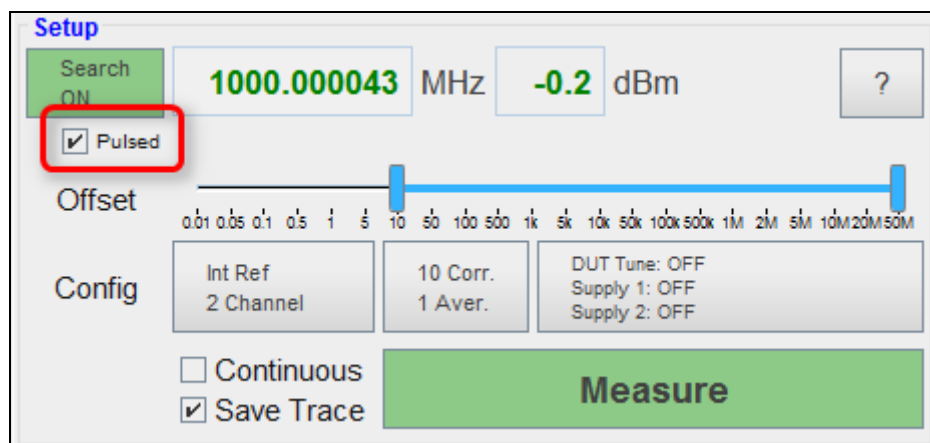 Setup
Search
ON
1000.000043 MHz -0.2 dBm ?
Pulsed
Offset
0.01 0.05 0.1 0.5 1 5 10 50 100 500 1k 5k 10k 50k 100k 500k 1M 2M 5M 10M 20M 50M
Config
Int Ref
2 Channel
10 Corr.
1 Aver.
DUT Tune: OFF
Supply 1: OFF
Supply 2: OFF
Continuous
Save Trace
Measure